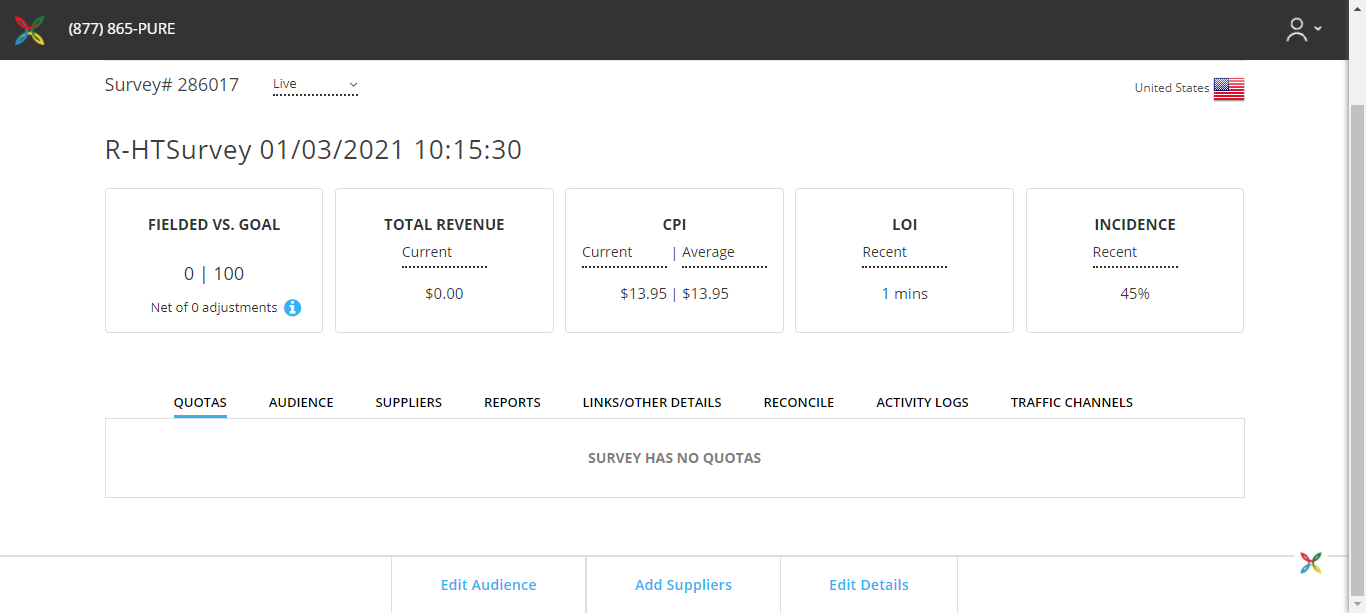 (877) 865-PURE
Survey# 286017 Live United States
R-HTSurvey 01/03/2021 10:15:30
FIELDED VS. GOAL TOTAL REVENUE CPI LOI INCIDENCE
Current Current | Average Recent Recent
0 | 100 $0.00 $13.95 | $13.95 1 mins 45%
Net of 0 adjustments i
QUOTAS AUDIENCE SUPPLIERS REPORTS LINKS/OTHER DETAILS RECONCILE ACTIVITY LOGS TRAFFIC CHANNELS
SURVEY HAS NO QUOTAS
Edit Audience Add Suppliers Edit Details